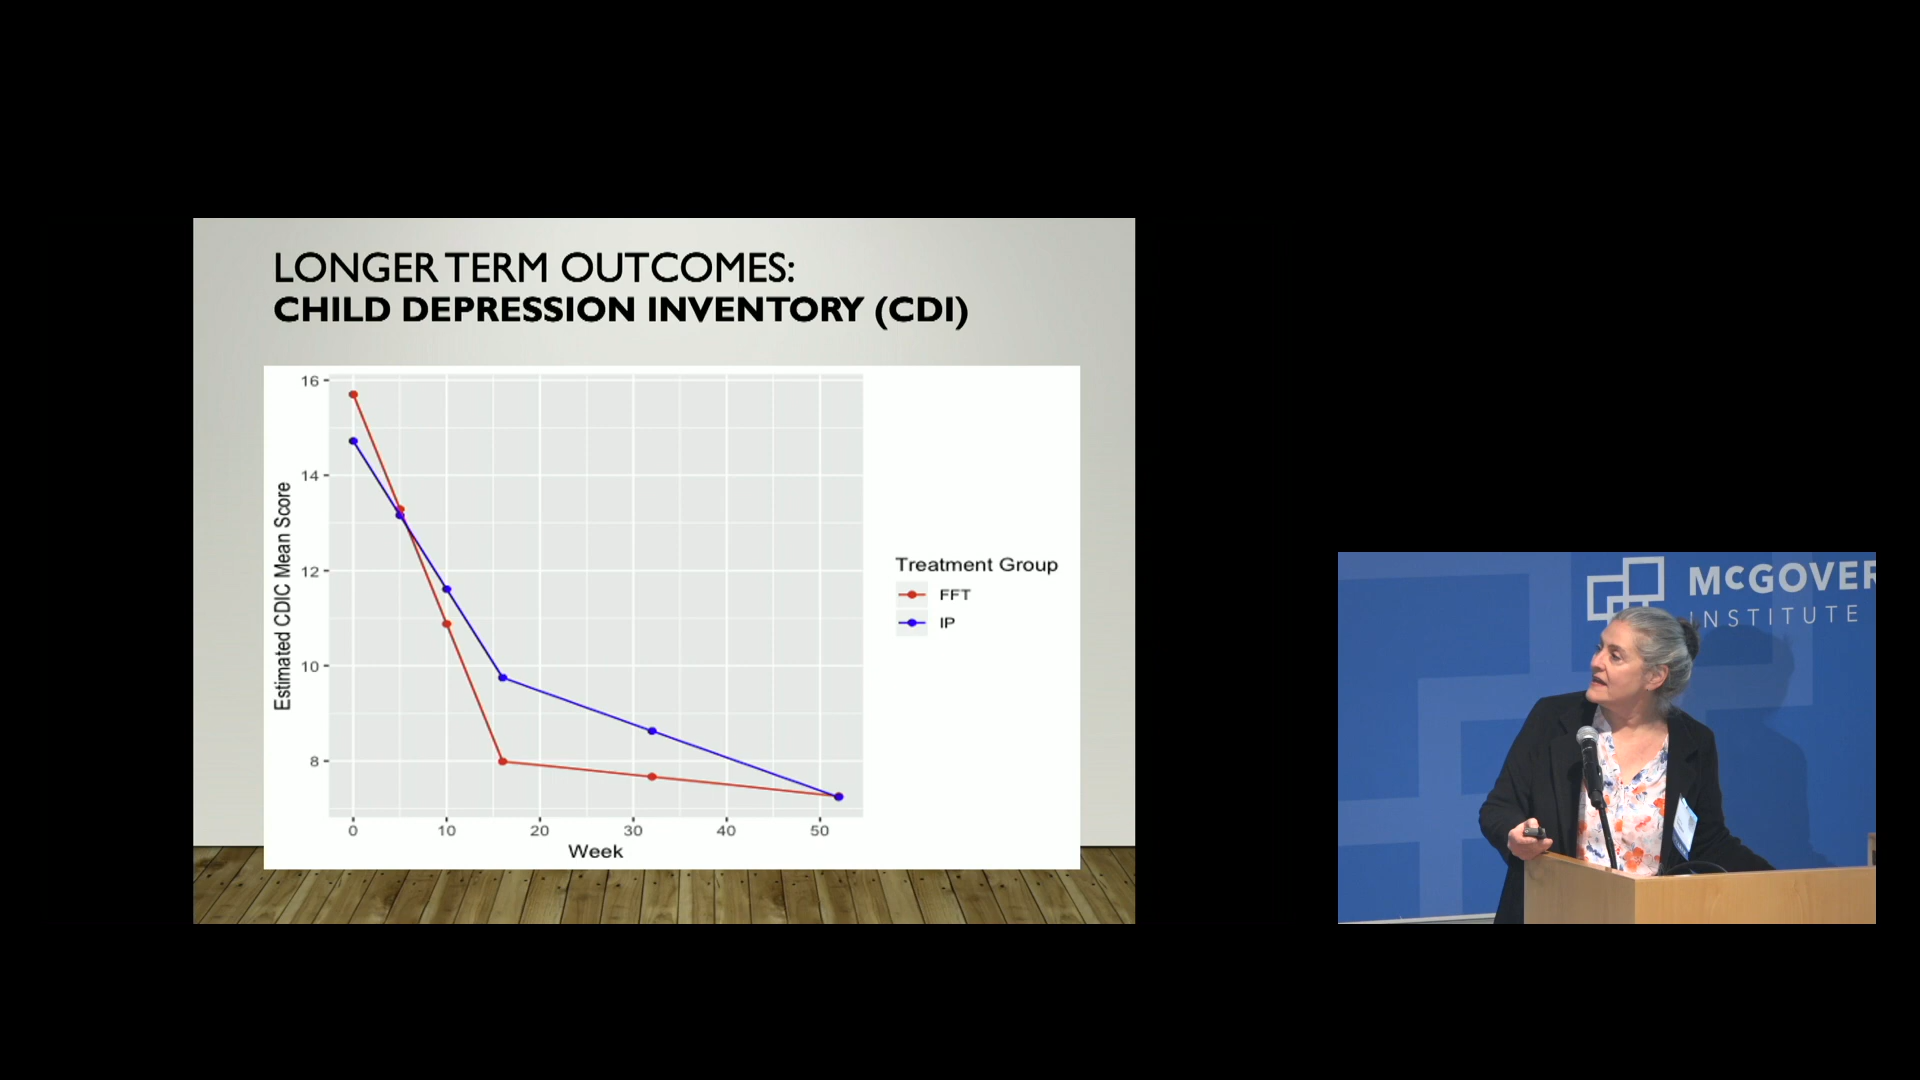 LONGER TERM OUTCOMES:
CHILD DEPRESSION INVENTORY (CDI)
Estimated CDIC Mean Score
16
14
12
10
8
0 10 20 30 40 50
Week
Treatment Group
FFT
IP
MCGOVER
INSTITUTE